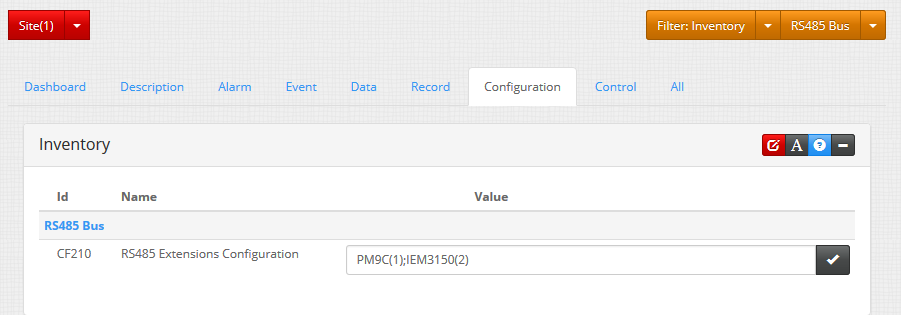 Site(1)
Filter: Inventory
RS485 Bus
Dashboard Description Alarm Event Data Record Configuration Control All
Inventory
A ?
Id Name Value
RS485 Bus
CF210 RS485 Extensions Configuration PM9C(1);IEM3150(2)